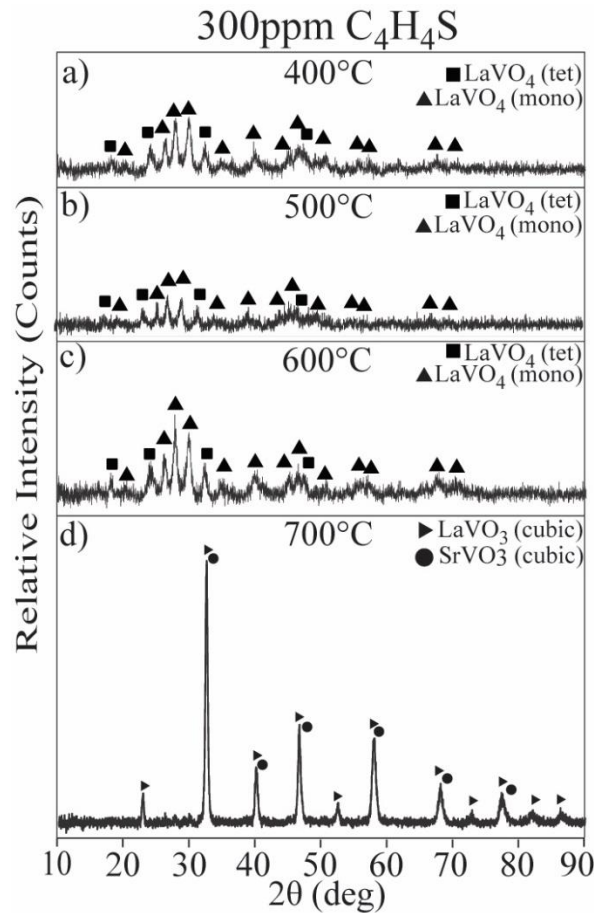 300ppm C₄H₄S
a) 400°C ■LaVO₄ (tet)
▲LaVO₄ (mono)
b) 500°C ■LaVO₄ (tet)
▲LaVO₄ (mono)
c) 600°C ■LaVO₄ (tet)
▲LaVO₄ (mono)
d) 700°C ▶LaVO₃ (cubic)
●SrVO3 (cubic)
Relative Intensity (Counts)
10 20 30 40 50 60 70 80 90
2θ (deg)